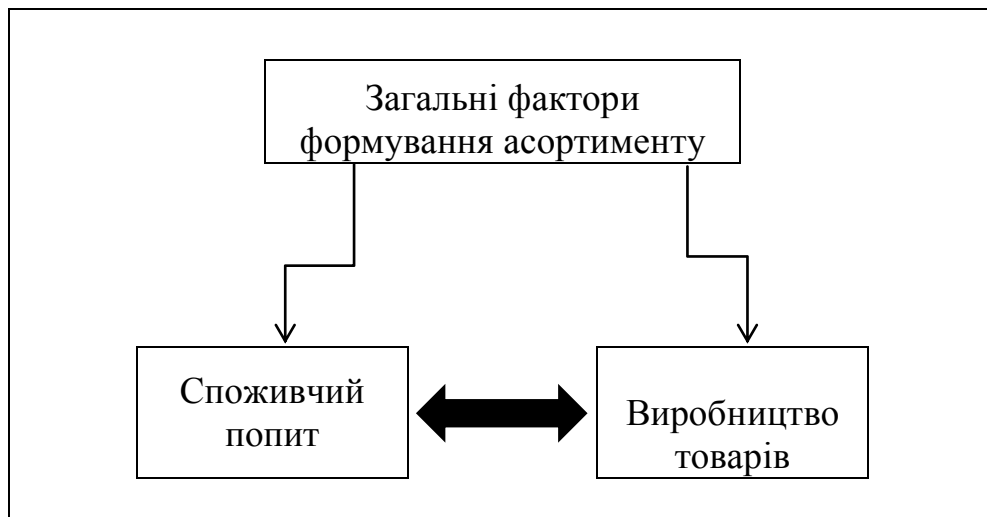 Загальні фактори
формування асортименту
Споживчий
попит
Виробництво
товарів